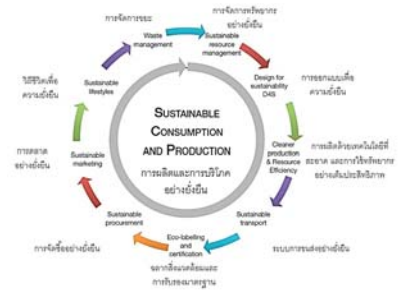 การจัดการขยะ
การจัดการทรัพยากร
อย่างยั่งยืน
Waste
management
Sustainable
resource
management
Design for
sustainability
D4S
การออกแบบเพื่อ
ความยั่งยืน
Cleaner
production
& Resource
Efficiency
การผลิตด้วยเทคโนโลยีที่
สะอาด และการใช้ทรัพยากร
อย่างเต็มประสิทธิภาพ
Sustainable
transport
ระบบการขนส่งอย่างยั่งยืน
Eco-labelling
and
certification
ฉลากสิ่งแวดล้อมและ
การรับรองมาตรฐาน
Sustainable
procurement
การจัดซื้ออย่างยั่งยืน
Sustainable
marketing
การตลาด
อย่างยั่งยืน
Sustainable
lifestyles
วิถีชีวิตเพื่อ
ความยั่งยืน
SUSTAINABLE
CONSUMPTION
AND PRODUCTION
การผลิตและการบริโภค
อย่างยั่งยืน